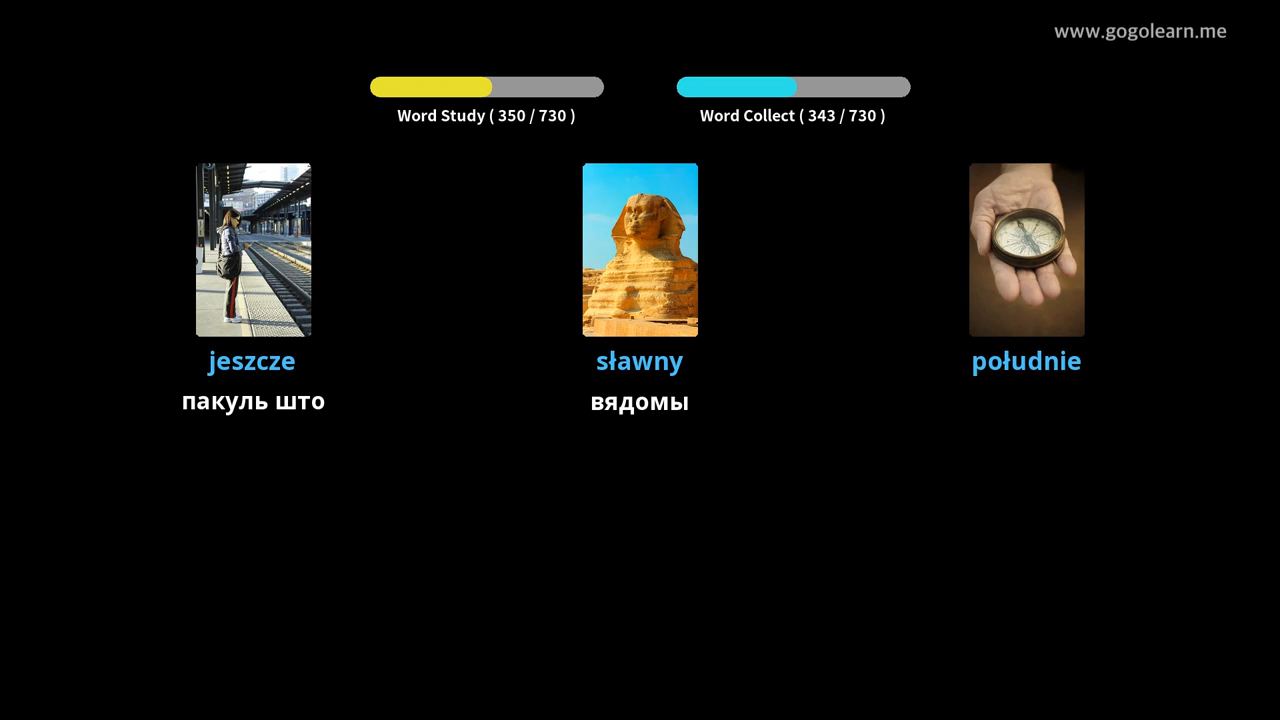 www.gogolearn.me
Word Study ( 350 / 730 )
Word Collect ( 343 / 730 )
jeszcze
sławny
południe
пакуль што
вядомы